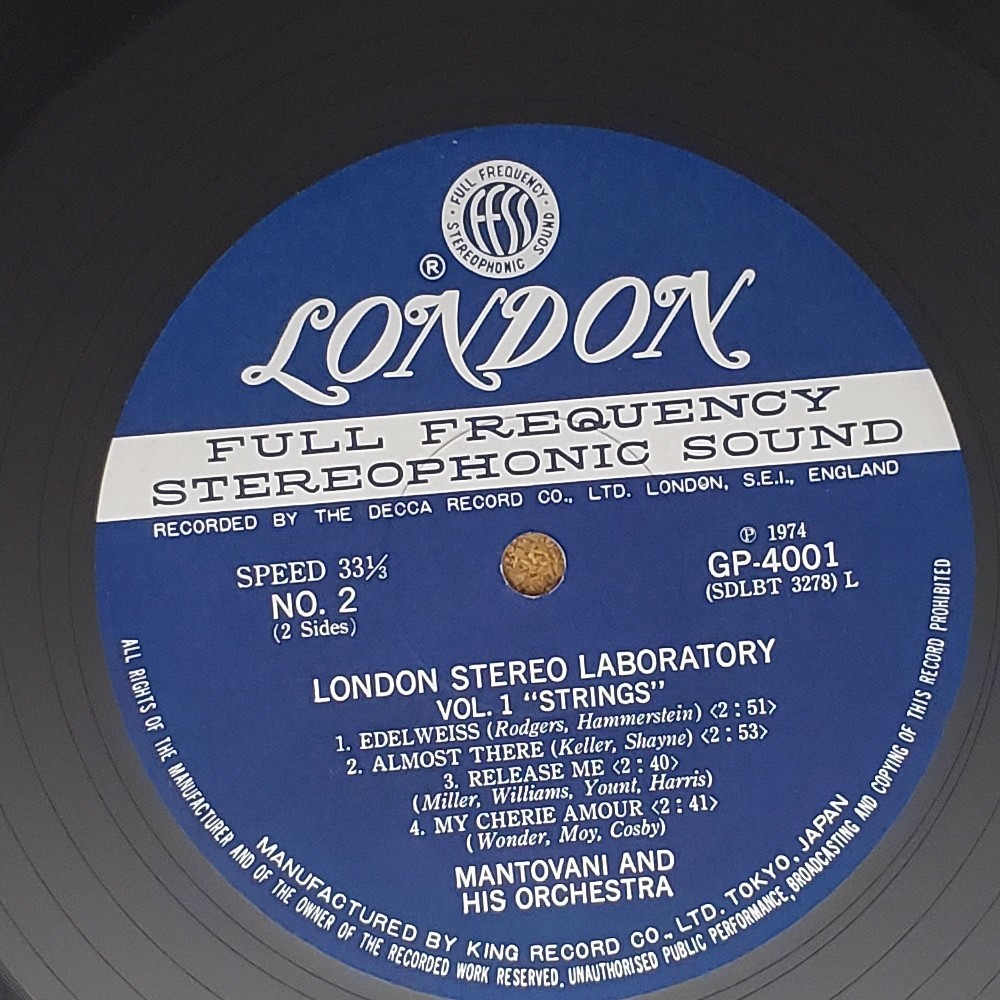 FULL FREQUENCY
ffss
STEREOPHONIC SOUND
®
LONDON
FULL FREQUENCY
STEREOPHONIC SOUND
RECORDED BY THE DECCA RECORD CO., LTD. LONDON, S.E.I., ENGLAND
SPEED 33⅓
NO. 2
(2 Sides)
℗ 1974
GP-4001
(SDLBT 3278) L
LONDON STEREO LABORATORY
VOL. 1 “STRINGS”
1. EDELWEISS (Rodgers, Hammerstein) <2:51>
2. ALMOST THERE (Keller, Shayne) <2:53>
3. RELEASE ME <2:40>
(Miller, Williams, Yount, Harris)
4. MY CHERIE AMOUR <2:41>
(Wonder, Moy, Cosby)
MANTOVANI AND
HIS ORCHESTRA
MANUFACTURED BY KING RECORD CO., LTD. TOKYO, JAPAN
ALL RIGHTS OF THE MANUFACTURER AND OF THE OWNER OF THE RECORDED WORK RESERVED. UNAUTHORISED PUBLIC PERFORMANCE, BROADCASTING AND COPYING OF THIS RECORD PROHIBITED